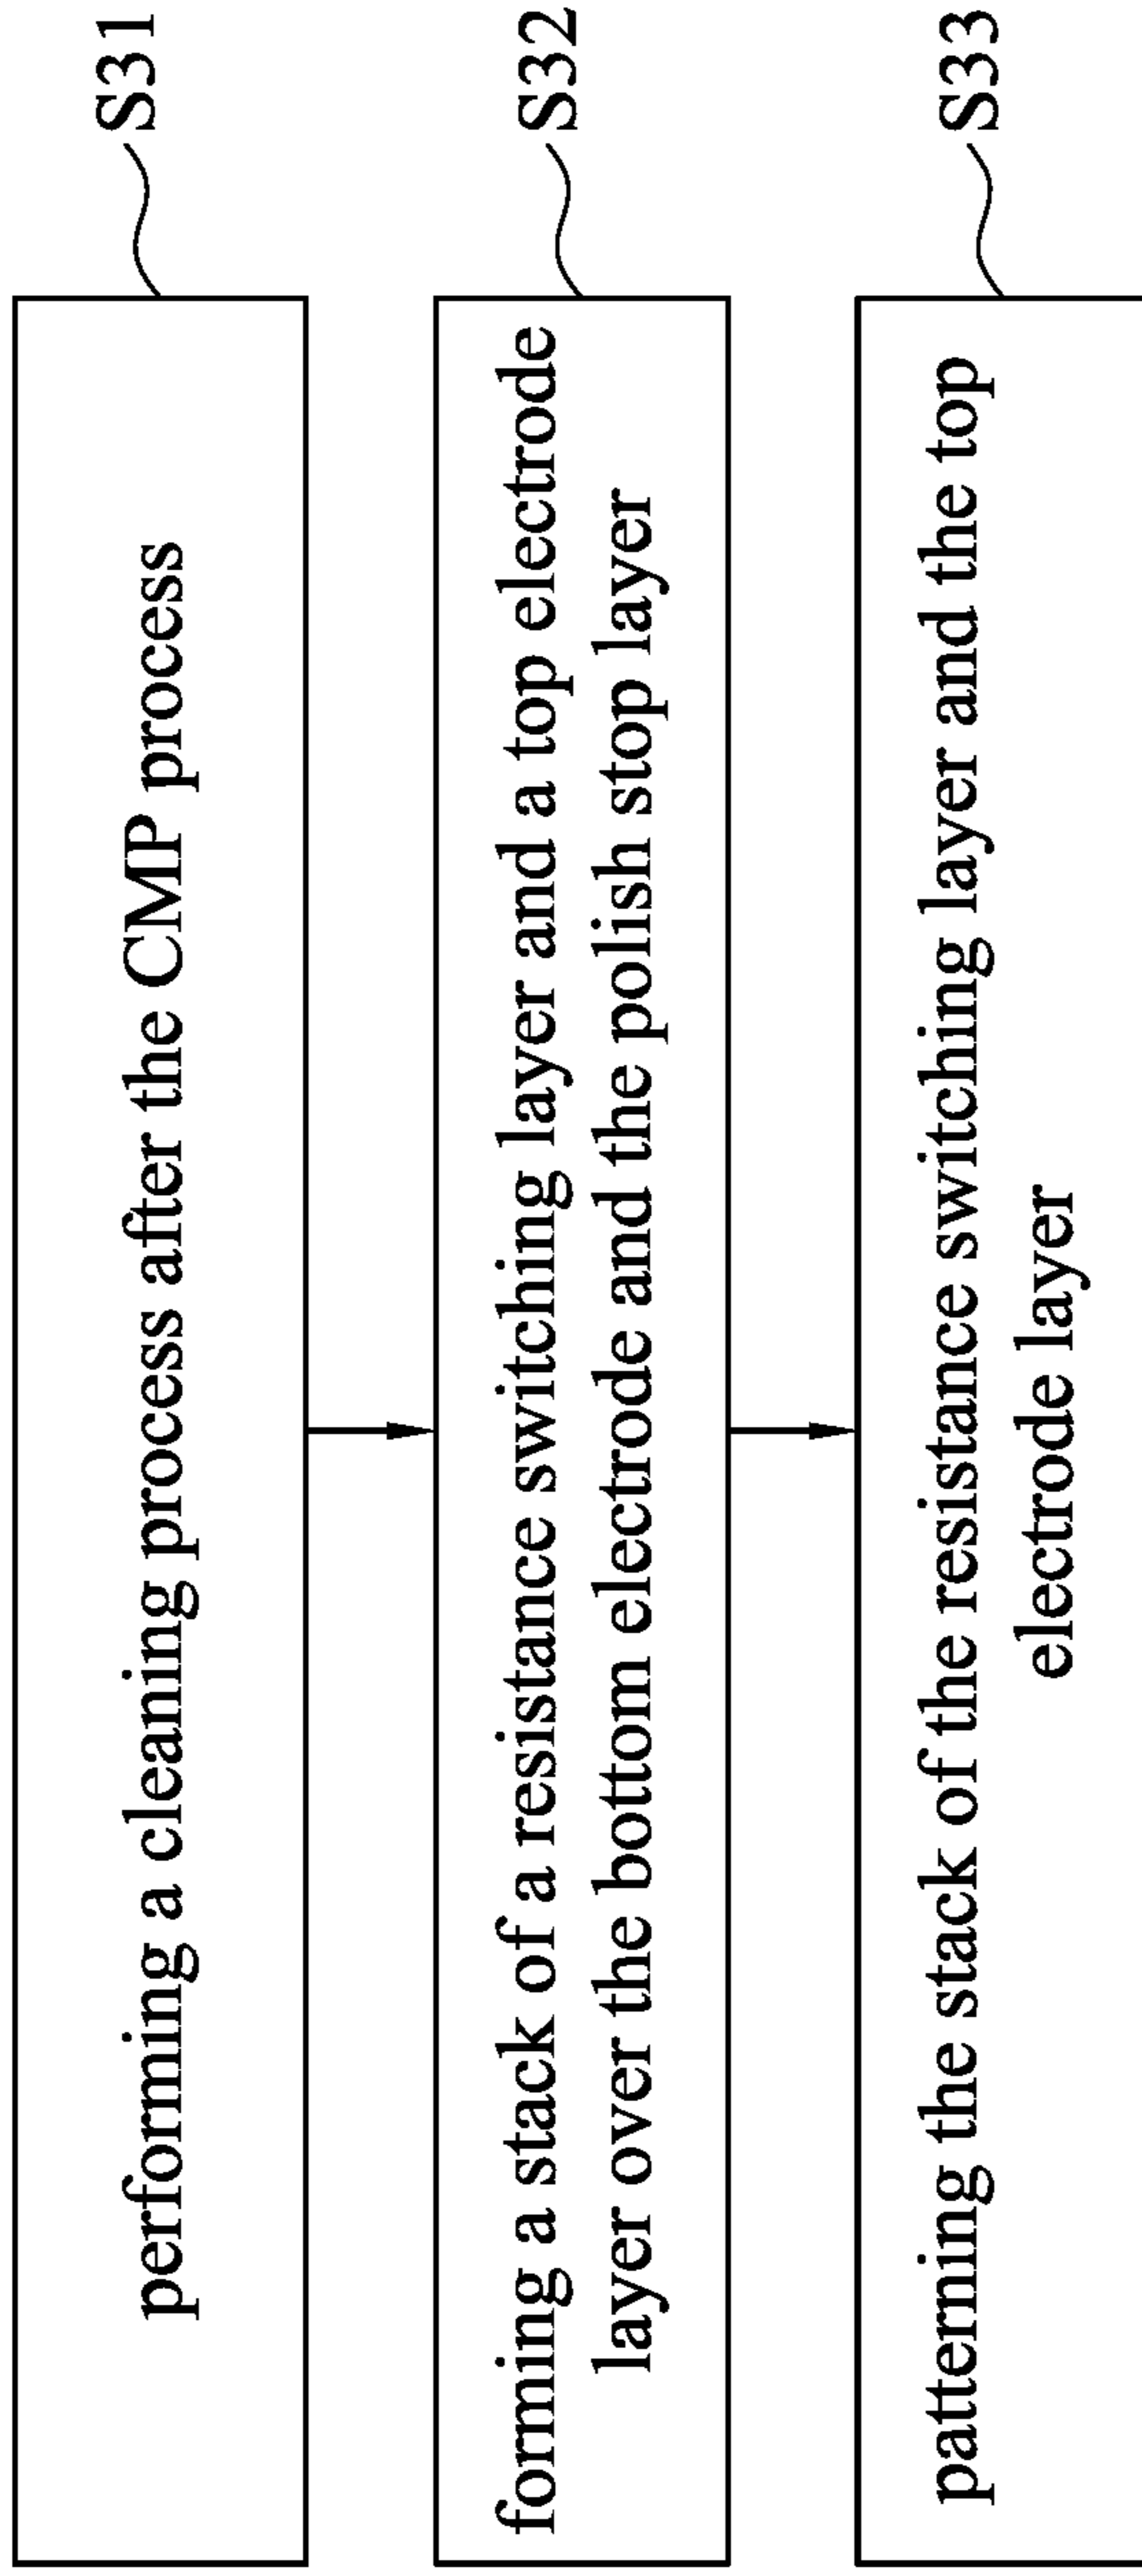 performing a cleaning process after the CMP process
S31
forming a stack of a resistance switching layer and a top electrode
layer over the bottom electrode and the polish stop layer
S32
patterning the stack of the resistance switching layer and the top
electrode layer
S33